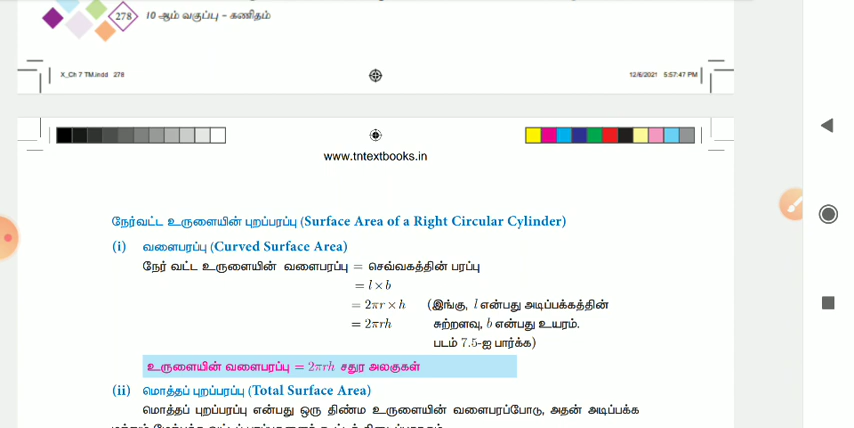 278 10 ஆம் வகுப்பு – கணிதம்
X_Ch 7 TM.indd 278 12/6/2021 5:57:47 PM
www.tntextbooks.in
நேர்வட்ட உருளையின் புறப்பரப்பு (Surface Area of a Right Circular Cylinder)
(i) வளைபரப்பு (Curved Surface Area)
நேர் வட்ட உருளையின் வளைபரப்பு = செவ்வகத்தின் பரப்பு
= l × b
= 2πr × h (இங்கு, l என்பது அடிப்பக்கத்தின்
= 2πrh சுற்றளவு, b என்பது உயரம்.
படம் 7.5-ஐ பார்க்க)
உருளையின் வளைபரப்பு = 2πrh சதுர அலகுகள்
(ii) மொத்தப் புறப்பரப்பு (Total Surface Area)
மொத்தப் புறப்பரப்பு என்பது ஒரு திண்ம உருளையின் வளைபரப்போடு, அதன் அடிப்பக்க